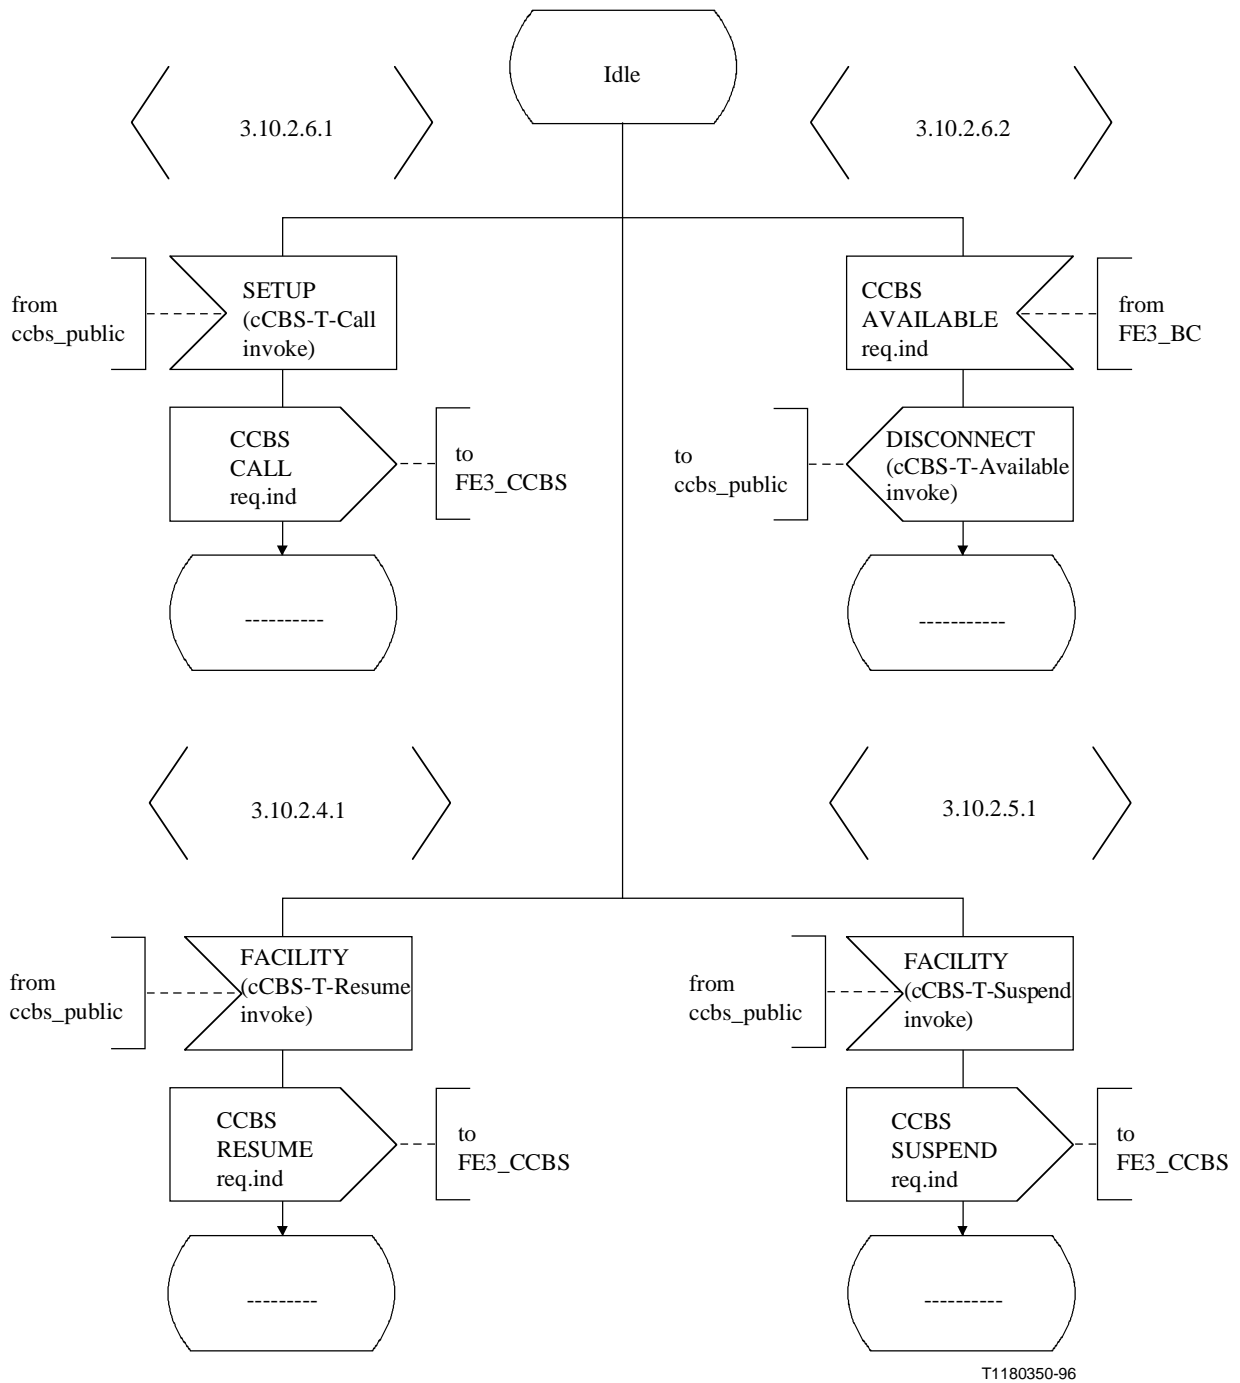 Idle
3.10.2.6.1
3.10.2.6.2
from
ccbs_public
SETUP
(cCBS-T-Call
invoke)
CCBS
AVAILABLE
req.ind
from
FE3_BC
CCBS
CALL
req.ind
to
FE3_CCBS
to
ccbs_public
DISCONNECT
(cCBS-T-Available
invoke)
----------
-----------
3.10.2.4.1
3.10.2.5.1
from
ccbs_public
FACILITY
(cCBS-T-Resume
invoke)
from
ccbs_public
FACILITY
(cCBS-T-Suspend
invoke)
CCBS
RESUME
req.ind
to
FE3_CCBS
CCBS
SUSPEND
req.ind
to
FE3_CCBS
---------
----------
T1180350-96